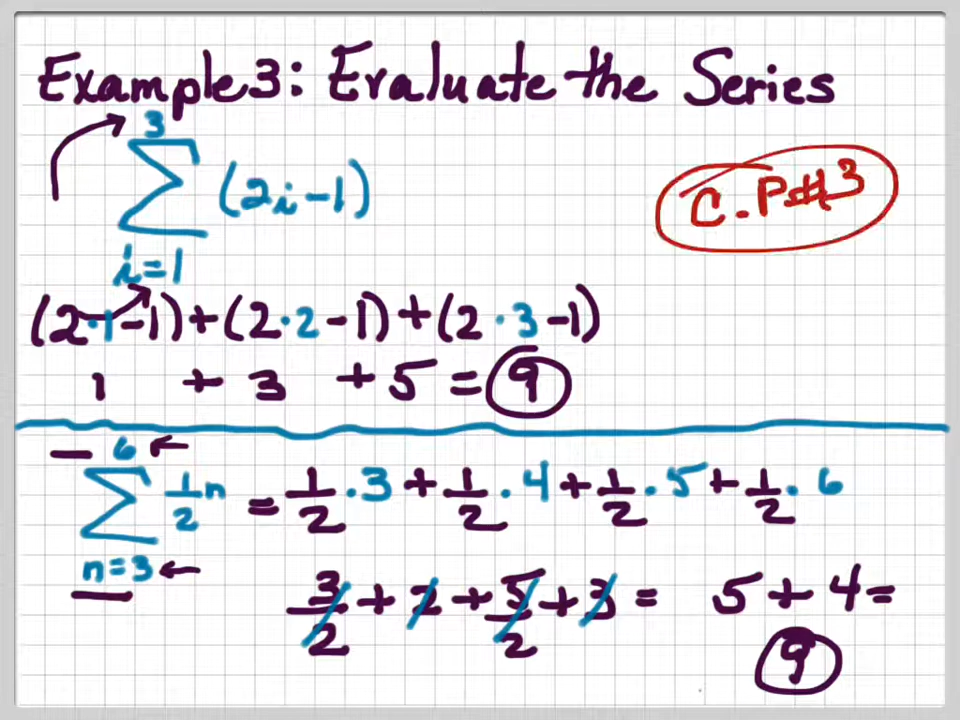 Example 3: Evaluate the Series
3
∑ (2i-1)
i=1
C.P.#3
(2·1-1)+(2·2-1)+(2·3-1)
1 + 3 + 5 = 9
6
∑ 1/2 n = 1/2·3 + 1/2·4 + 1/2·5 + 1/2·6
n=3
3/2 + 2 + 5/2 + 3 = 5 + 4 =
9